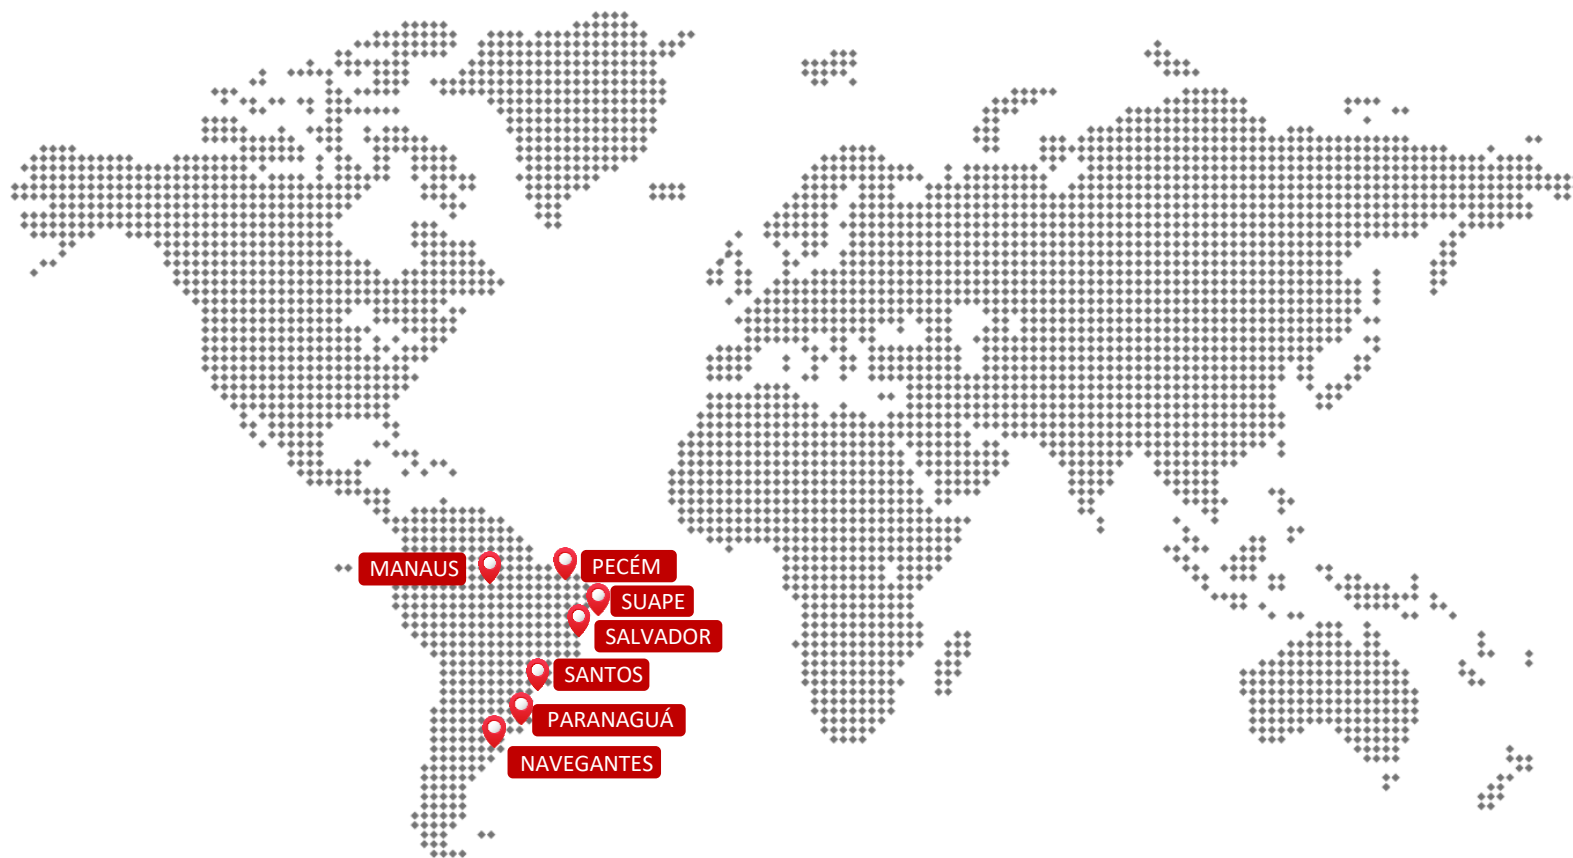 MANAUS
PECÉM
SUAPE
SALVADOR
SANTOS
PARANAGUÁ
NAVEGANTES